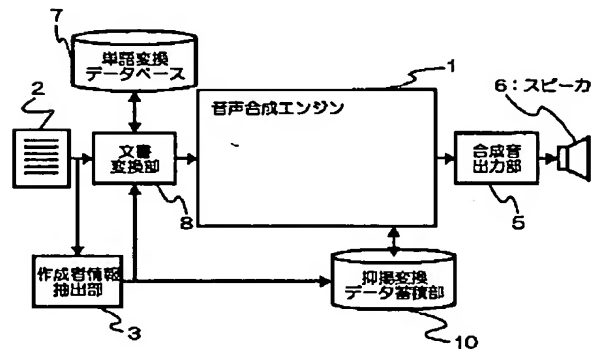 7
単語変換
データベース
1
6:スピーカ
2
音声合成エンジン
文書
変換部
合成音
出力部
8
5
作成者情報
抽出部
抑揚変換
データ蓄積部
3
10